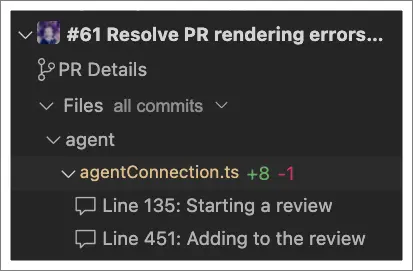 #61 Resolve PR rendering errors...
PR Details
Files all commits
agent
agentConnection.ts +8 -1
Line 135: Starting a review
Line 451: Adding to the review